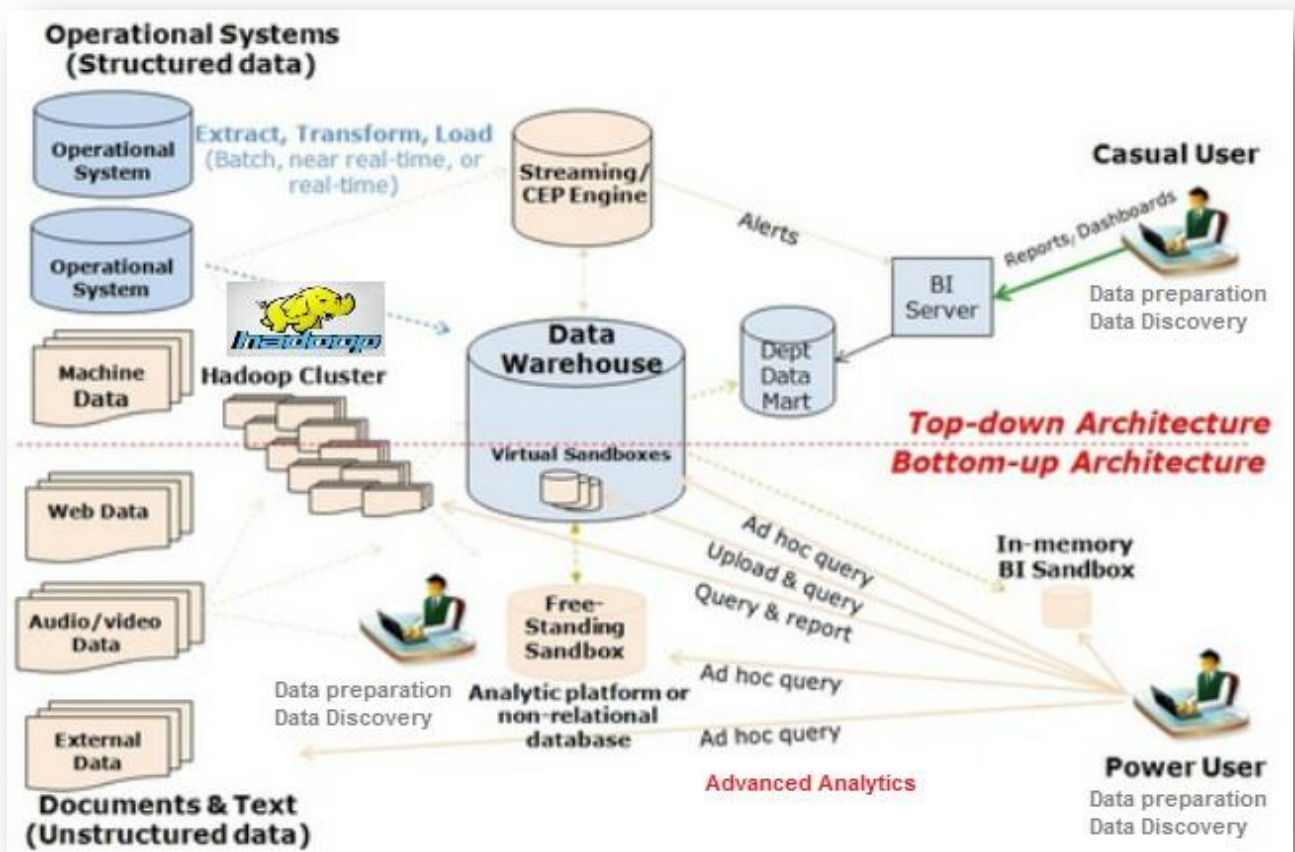 Operational Systems
(Structured data)
Operational
System
Extract, Transform, Load
(Batch, near real-time, or
real-time)
Streaming/
CEP Engine
Casual User
Alerts
Reports, Dashboards
Operational
System
BI
Server
Data preparation
Data Discovery
hadoop
Data
Warehouse
Dept
Data
Mart
Machine
Data
Hadoop Cluster
Top-down Architecture
Bottom-up Architecture
Virtual Sandboxes
Web Data
Ad hoc query
Upload & query
Query & report
In-memory
BI Sandbox
Audio/video
Data
Free-
Standing
Sandbox
Ad hoc query
Data preparation
Data Discovery
Analytic platform or
non-relational
database
External
Data
Ad hoc query
Advanced Analytics
Power User
Data preparation
Data Discovery
Documents & Text
(Unstructured data)